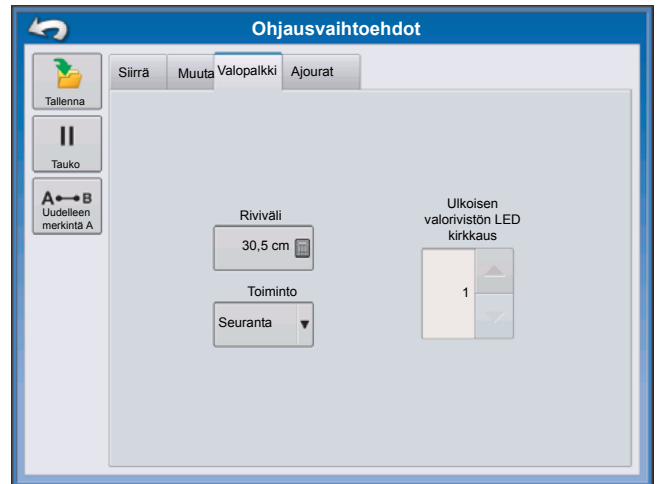 Ohjausvaihtoehdot
Tallenna
Tauko
A B
Uudelleen
merkintä A
Siirrä
Muuta
Valopalkki
Ajourat
Riviväli
30,5 cm
Toiminto
Seuranta
Ulkoisen
valorivistön LED
kirkkaus
1